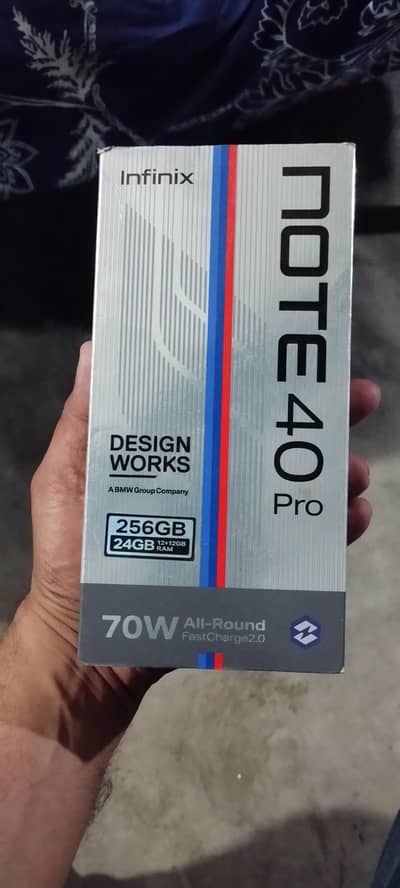 Infinix
NOTE 40
Pro
DESIGN
WORKS
A BMW Group Company
256GB
24GB 12+12GB
RAM
70W All-Round
FastCharge2.0